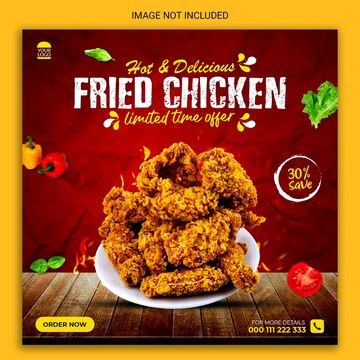 IMAGE NOT INCLUDED
YOUR
LOGO
Hot & Delicious
FRIED CHICKEN
limited time offer
30%
Save
ORDER NOW
FOR MORE DETAILS
000 111 222 333